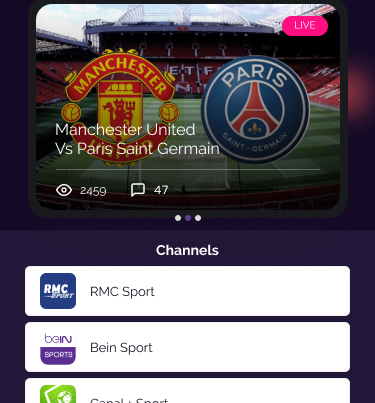 LIVE
MANCHESTER
UNITED
PARIS
SAINT-GERMAIN
Manchester United
Vs Paris Saint Germain
2459
47
Channels
RMC
SPORT
RMC Sport
beIN
SPORTS
Bein Sport
Canal+ Sport